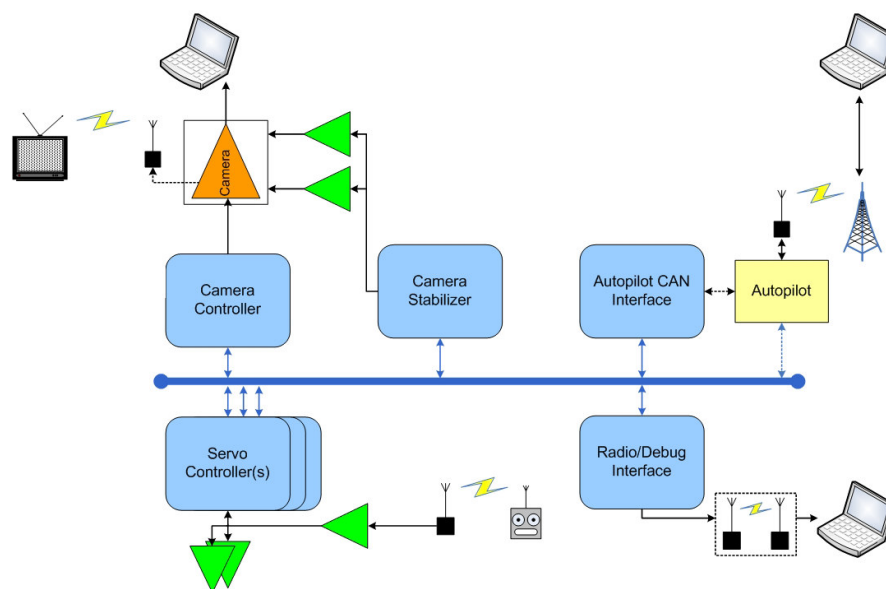 Camera
Camera
Controller
Camera
Stabilizer
Autopilot CAN
Interface
Autopilot
Servo
Controller(s)
Radio/Debug
Interface